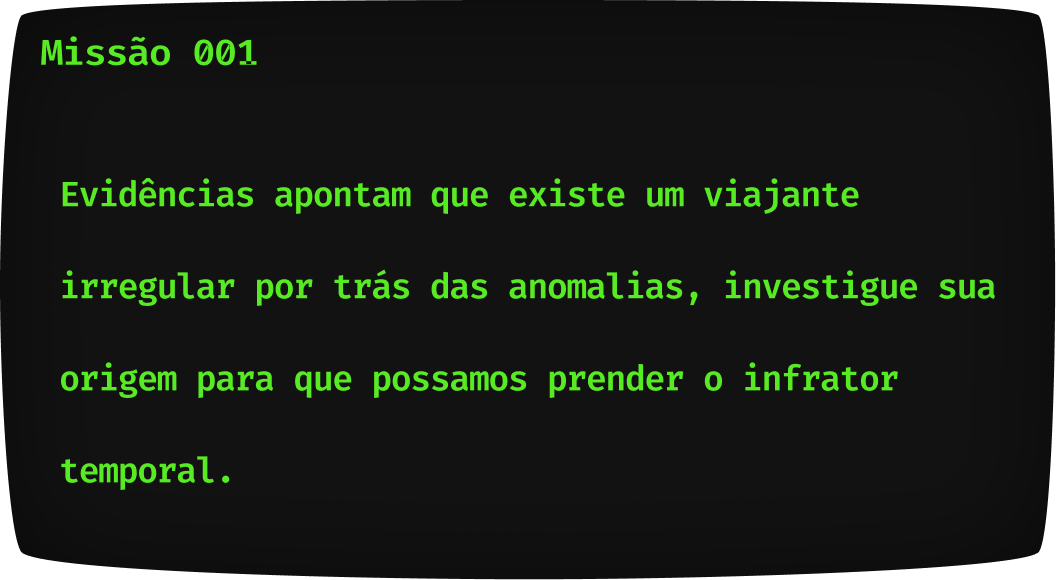 Missão 001
Evidências apontam que existe um viajante
irregular por trás das anomalias, investigue sua
origem para que possamos prender o infrator
temporal.